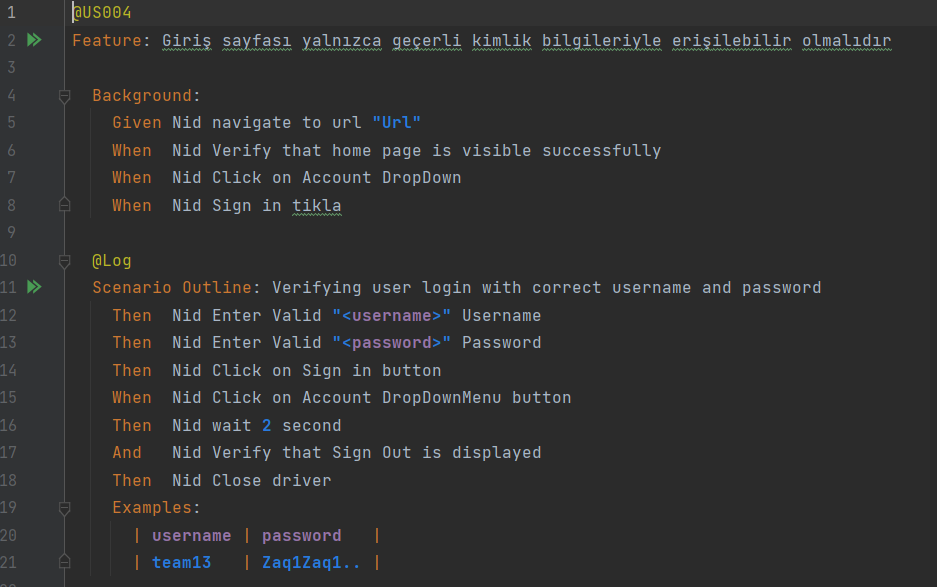 1 @US004
2 Feature: Giriş sayfası yalnızca geçerli kimlik bilgileriyle erişilebilir olmalıdır
3
4 Background:
5 Given Nid navigate to url "Url"
6 When Nid Verify that home page is visible successfully
7 When Nid Click on Account DropDown
8 When Nid Sign in tikla
9
10 @Log
11 Scenario Outline: Verifying user login with correct username and password
12 Then Nid Enter Valid "<username>" Username
13 Then Nid Enter Valid "<password>" Password
14 Then Nid Click on Sign in button
15 When Nid Click on Account DropDownMenu button
16 Then Nid wait 2 second
17 And Nid Verify that Sign Out is displayed
18 Then Nid Close driver
19 Examples:
20 | username | password |
21 | team13 | Zaq1Zaq1.. |